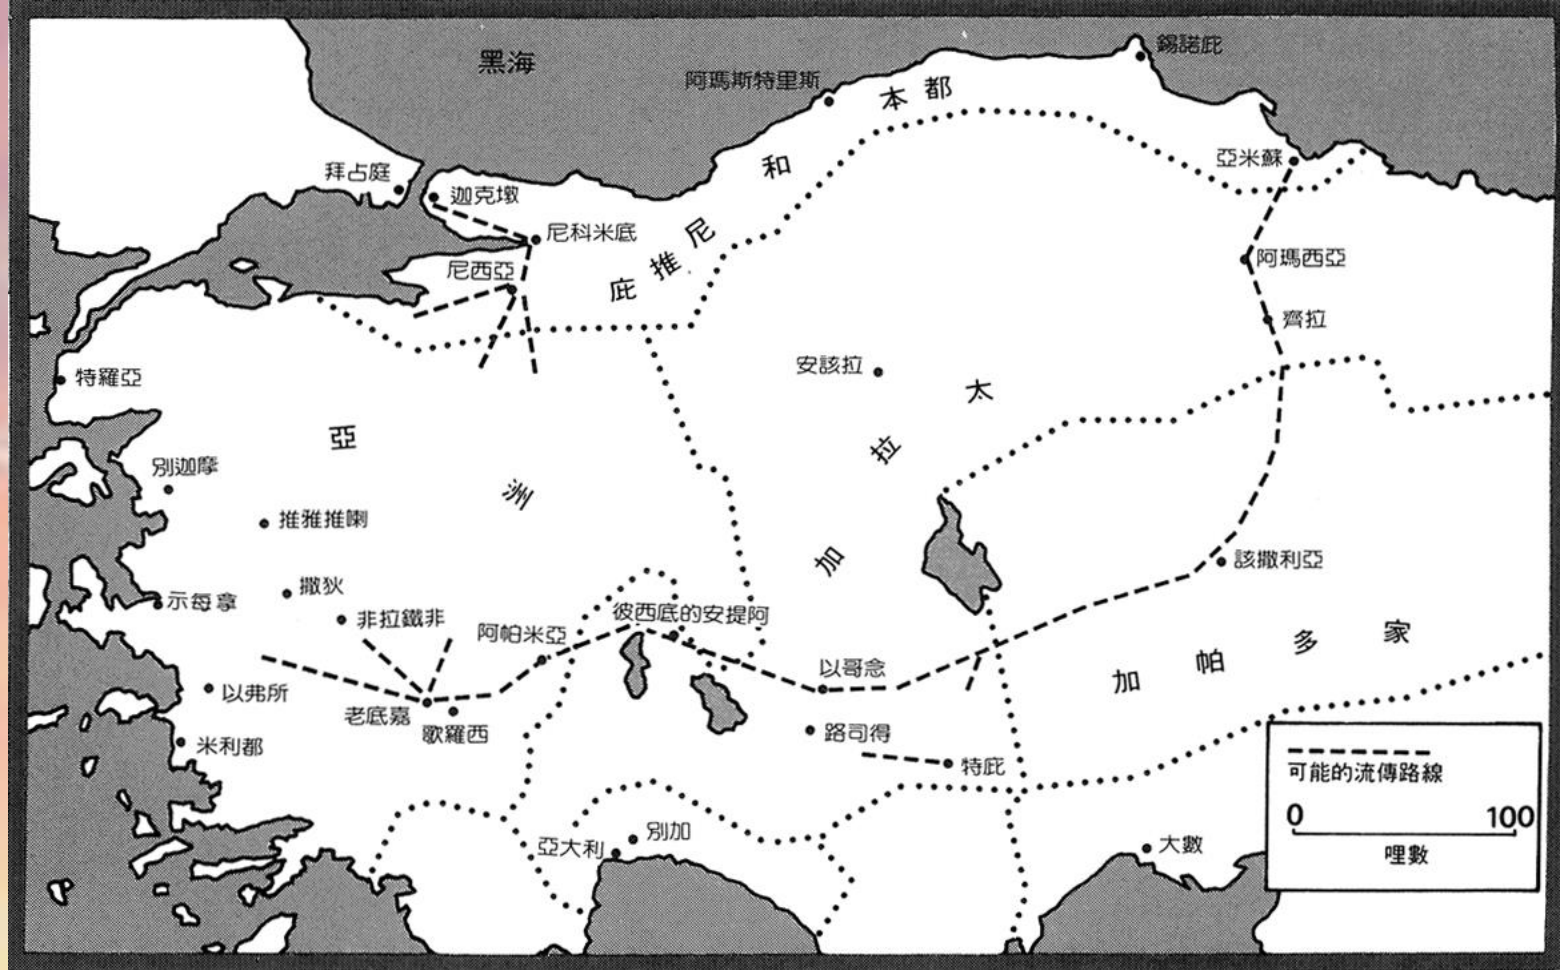 黑海
錫諾庇
阿瑪斯特里斯
本都
和
亞米蘇
拜占庭
迦克墩
尼科米底
庇推尼
尼西亞
阿瑪西亞
齊拉
安該拉
特羅亞
加拉太
亞洲
別迦摩
推雅推喇
該撒利亞
撒狄
示每拿
非拉鐵非
彼西底的安提阿
阿帕米亞
加帕多家
以哥念
以弗所
老底嘉
歌羅西
路司得
米利都
特庇
可能的流傳路線
0 100
哩數
別加
亞大利
大數